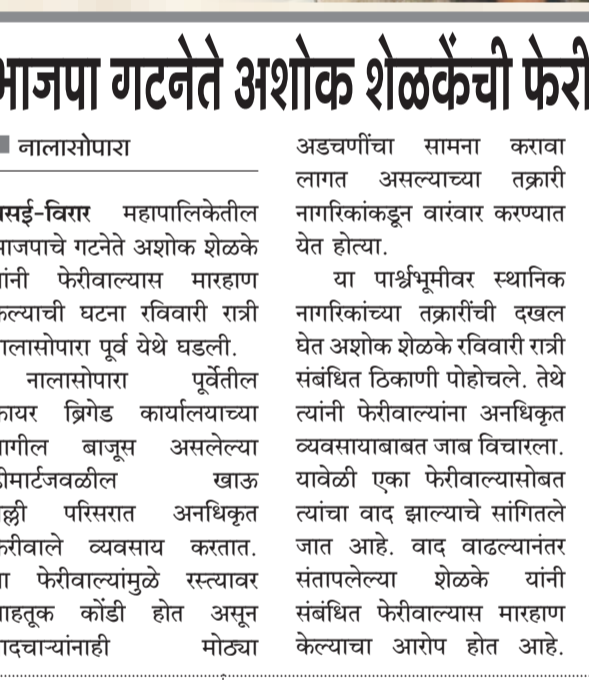 भाजपा गटनेते अशोक शेळकेंची फेरी
नालासोपारा
वसई-विरार महापालिकेतील
भाजपाचे गटनेते अशोक शेळके
यांनी फेरीवाल्यास मारहाण
केल्याची घटना रविवारी रात्री
नालासोपारा पूर्व येथे घडली.
नालासोपारा पूर्वेतील
फायर ब्रिगेड कार्यालयाच्या
मागील बाजूस असलेल्या
डीमार्टजवळील खाऊ
गल्ली परिसरात अनधिकृत
फेरीवाले व्यवसाय करतात.
या फेरीवाल्यांमुळे रस्त्यावर
वाहतूक कोंडी होत असून
पादचाऱ्यांनाही मोठ्या
अडचणींचा सामना करावा
लागत असल्याच्या तक्रारी
नागरिकांकडून वारंवार करण्यात
येत होत्या.
या पार्श्वभूमीवर स्थानिक
नागरिकांच्या तक्रारींची दखल
घेत अशोक शेळके रविवारी रात्री
संबंधित ठिकाणी पोहोचले. तेथे
त्यांनी फेरीवाल्यांना अनधिकृत
व्यवसायाबाबत जाब विचारला.
यावेळी एका फेरीवाल्यासोबत
त्यांचा वाद झाल्याचे सांगितले
जात आहे. वाद वाढल्यानंतर
संतापलेल्या शेळके यांनी
संबंधित फेरीवाल्यास मारहाण
केल्याचा आरोप होत आहे.